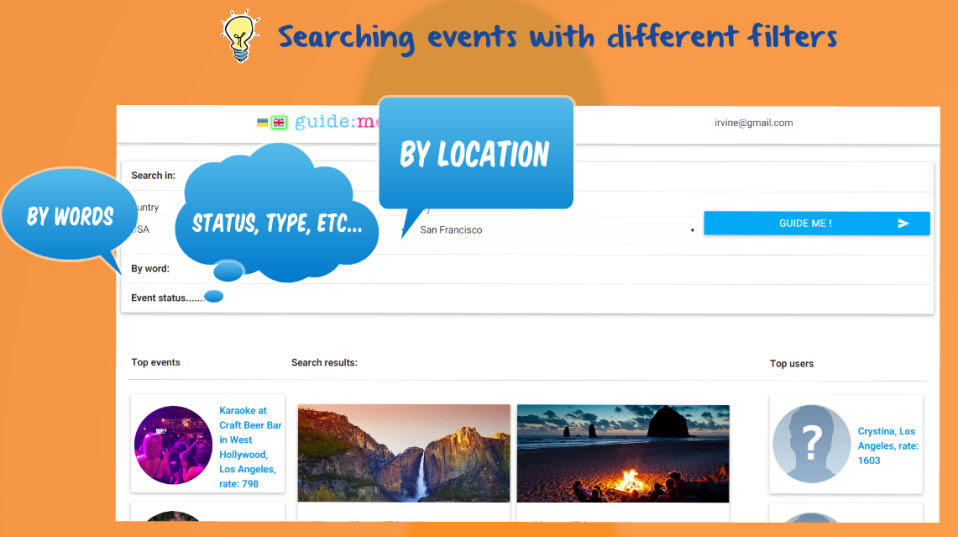 Searching events with different filters
guide:me
irvine@gmail.com
BY LOCATION
Search in:
BY WORDS
STATUS, TYPE, ETC...
San Francisco
GUIDE ME !
By word:
Event status......
Top events
Search results:
Top users
Karaoke at
Craft Beer Bar
in West
Hollywood,
Los Angeles,
rate: 798
?
Crystina, Los
Angeles, rate:
1603